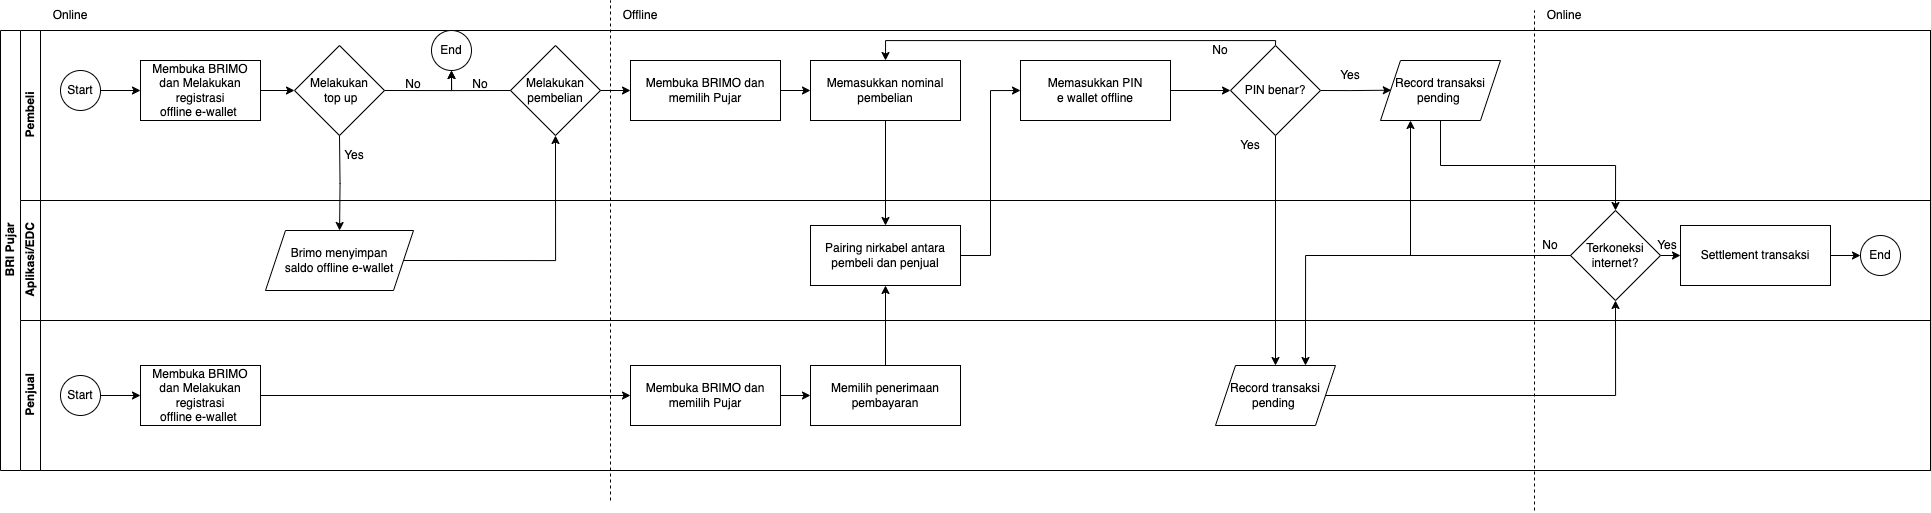 Online
Offline
Online
BRI Pujar
Pembeli
Start
Membuka BRIMO
dan Melakukan
registrasi
offline e-wallet
Melakukan
top up
No
End
No
Melakukan
pembelian
Yes
Membuka BRIMO dan
memilih Pujar
Memasukkan nominal
pembelian
Memasukkan PIN
e wallet offline
No
PIN benar?
Yes
Yes
Record transaksi
pending
Aplikasi/EDC
Brimo menyimpan
saldo offline e-wallet
Pairing nirkabel antara
pembeli dan penjual
No
Terkoneksi
internet?
Yes
Settlement transaksi
End
Penjual
Start
Membuka BRIMO
dan Melakukan
registrasi
offline e-wallet
Membuka BRIMO dan
memilih Pujar
Memilih penerimaan
pembayaran
Record transaksi
pending